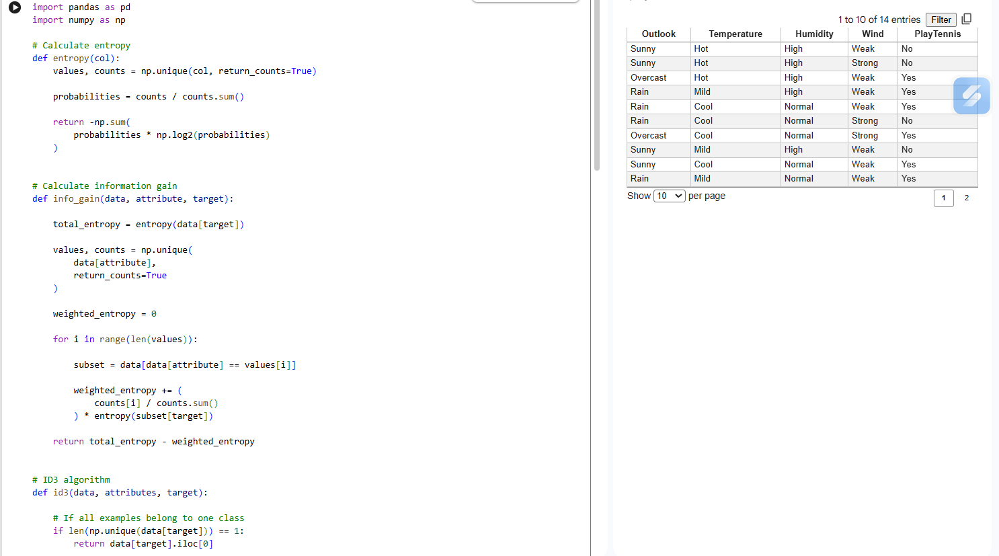 import pandas as pd
import numpy as np
# Calculate entropy
def entropy(col):
values, counts = np.unique(col, return_counts=True)
probabilities = counts / counts.sum()
return -np.sum(
probabilities * np.log2(probabilities)
)
# Calculate information gain
def info_gain(data, attribute, target):
total_entropy = entropy(data[target])
values, counts = np.unique(
data[attribute],
return_counts=True
)
weighted_entropy = 0
for i in range(len(values)):
subset = data[data[attribute] == values[i]]
weighted_entropy += (
counts[i] / counts.sum()
) * entropy(subset[target])
return total_entropy - weighted_entropy
# ID3 algorithm
def id3(data, attributes, target):
# If all examples belong to one class
if len(np.unique(data[target])) == 1:
return data[target].iloc[0]
1 to 10 of 14 entries Filter
Outlook Temperature Humidity Wind PlayTennis
Sunny Hot High Weak No
Sunny Hot High Strong No
Overcast Hot High Weak Yes
Rain Mild High Weak Yes
Rain Cool Normal Weak Yes
Rain Cool Normal Strong No
Overcast Cool Normal Strong Yes
Sunny Mild High Weak No
Sunny Cool Normal Weak Yes
Rain Mild Normal Weak Yes
Show 10 per page 1 2